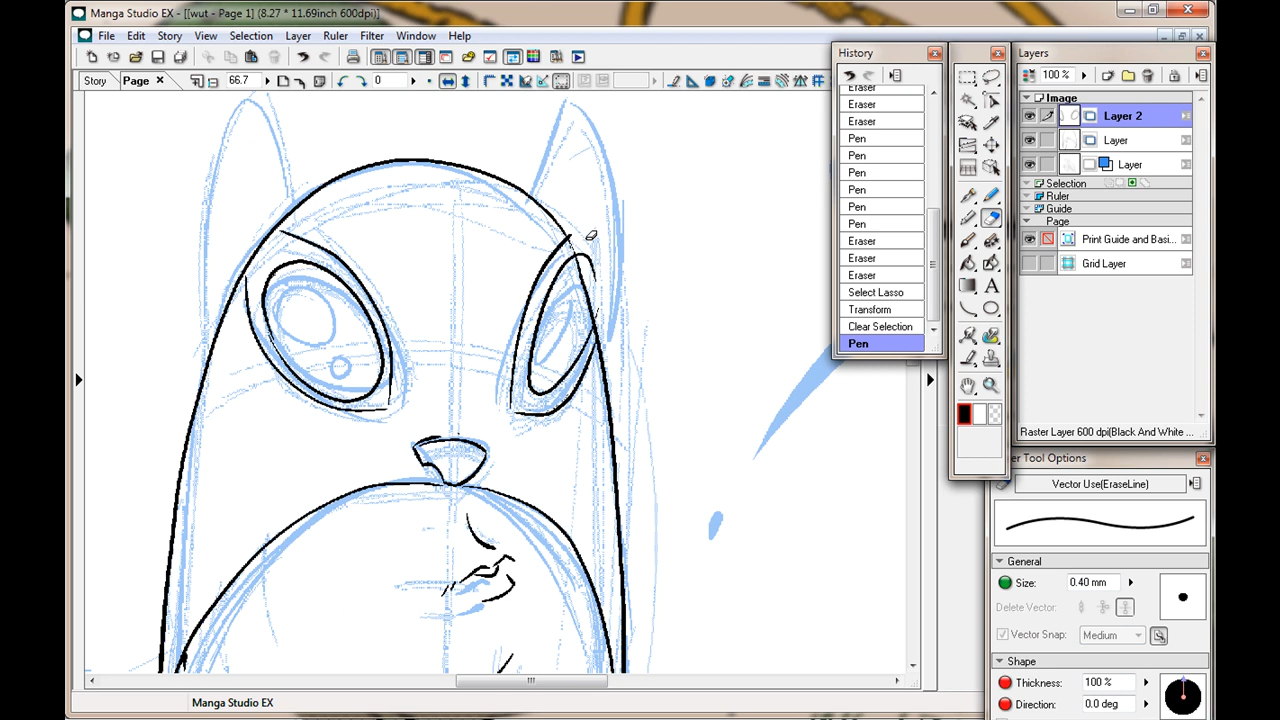 Manga Studio EX - [[wut - Page 1] (8.27 * 11.69inch 600dpi)*]
File Edit Story View Selection Layer Ruler Filter Window Help
Story Page 66.7 0
History
Eraser
Eraser
Eraser
Pen
Pen
Pen
Pen
Pen
Pen
Eraser
Eraser
Eraser
Select Lasso
Transform
Clear Selection
Pen
Layers
100 %
Image
Layer 2
Layer
Layer
Selection
Ruler
Guide
Page
Print Guide and Basi...
Grid Layer
Raster Layer 600 dpi(Black And White ...
er Tool Options
Vector Use(EraseLine)
General
Size: 0.40 mm
Delete Vector:
Vector Snap: Medium
Shape
Thickness: 100 %
Direction: 0.0 deg
Manga Studio EX